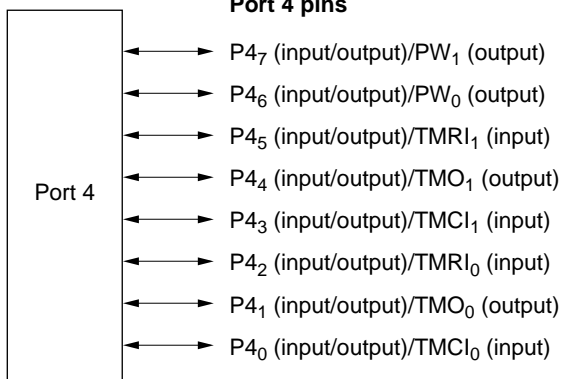 Port 4 pins
P4₇ (input/output)/PW₁ (output)
P4₆ (input/output)/PW₀ (output)
P4₅ (input/output)/TMRI₁ (input)
P4₄ (input/output)/TMO₁ (output)
Port 4
P4₃ (input/output)/TMCI₁ (input)
P4₂ (input/output)/TMRI₀ (input)
P4₁ (input/output)/TMO₀ (output)
P4₀ (input/output)/TMCI₀ (input)